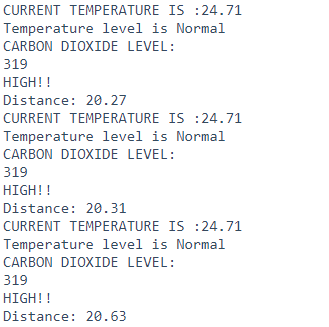 CURRENT TEMPERATURE IS :24.71
Temperature level is Normal
CARBON DIOXIDE LEVEL:
319
HIGH!!
Distance: 20.27
CURRENT TEMPERATURE IS :24.71
Temperature level is Normal
CARBON DIOXIDE LEVEL:
319
HIGH!!
Distance: 20.31
CURRENT TEMPERATURE IS :24.71
Temperature level is Normal
CARBON DIOXIDE LEVEL:
319
HIGH!!
Distance: 20.63